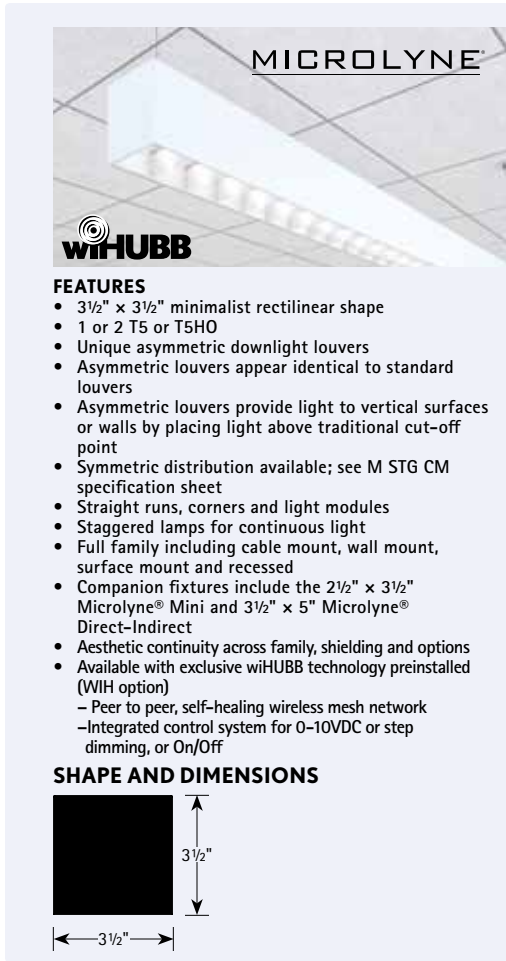 MICROLYNE®
wiHUBB
FEATURES
• 3½" × 3½" minimalist rectilinear shape
• 1 or 2 T5 or T5HO
• Unique asymmetric downlight louvers
• Asymmetric louvers appear identical to standard
louvers
• Asymmetric louvers provide light to vertical surfaces
or walls by placing light above traditional cut-off
point
• Symmetric distribution available; see M STG CM
specification sheet
• Straight runs, corners and light modules
• Staggered lamps for continuous light
• Full family including cable mount, wall mount,
surface mount and recessed
• Companion fixtures include the 2½" × 3½"
Microlyne® Mini and 3½" × 5" Microlyne®
Direct-Indirect
• Aesthetic continuity across family, shielding and options
• Available with exclusive wiHUBB technology preinstalled
(WIH option)
– Peer to peer, self-healing wireless mesh network
–Integrated control system for 0-10VDC or step
dimming, or On/Off
SHAPE AND DIMENSIONS
3½"
3½"